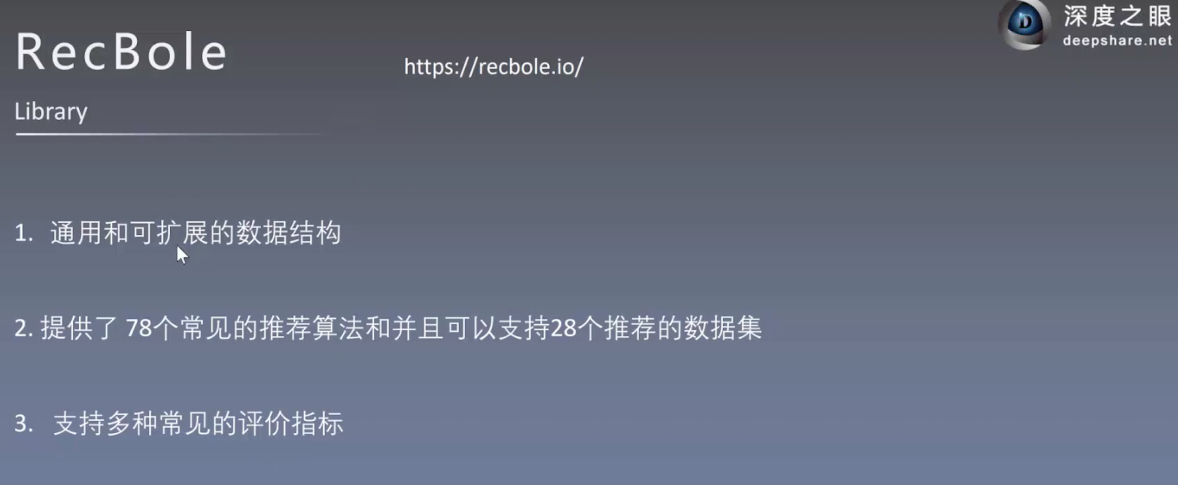 RecBole
https://recbole.io/
深度之眼
deepshare.net
Library
1. 通用和可扩展的数据结构
2. 提供了 78个常见的推荐算法和并且可以支持28个推荐的数据集
3. 支持多种常见的评价指标